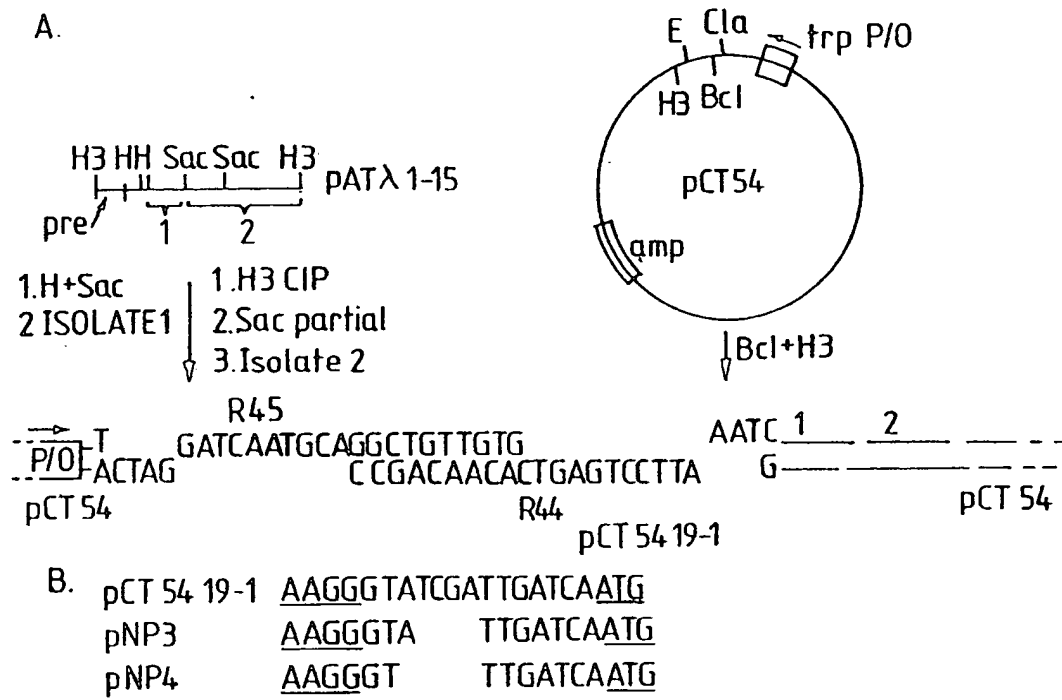 A.
E Cla trp P/O
H3 Bcl
pCT54
amp
H3 HH Sac Sac H3 pATλ 1-15
pre 1 2
1.H+Sac
2 ISOLATE1
1.H3 CIP
2.Sac partial
3.Isolate 2
Bcl+H3
R45
P/O T GATCAATGCAGGCTGTTGTG AATC 1 2
ACTAG CCGACAACACTGAGTCCTTA G
pCT 54 R44 pCT 54
pCT 54 19-1
B. pCT 54 19-1 AAGGGTATCGATTGATCAATG
pNP3 AAGGGTA TTGATCAATG
pNP4 AAGGGT TTGATCAATG